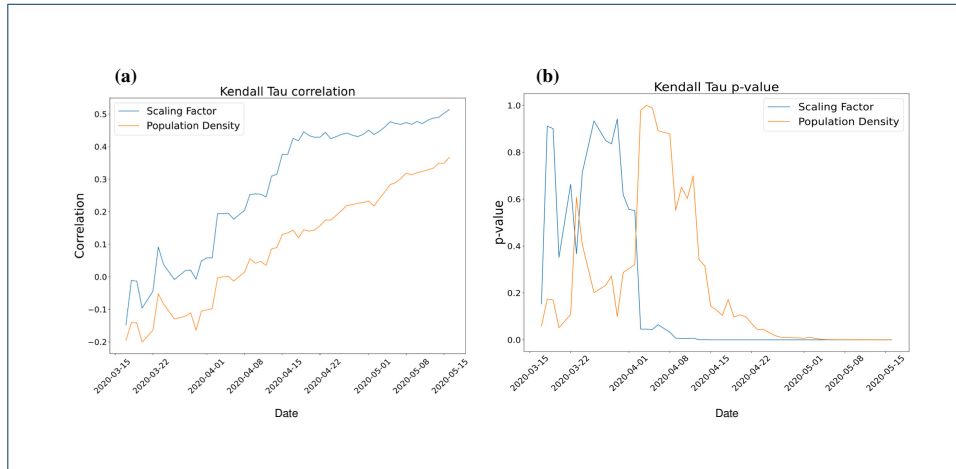 (a)
Kendall Tau correlation
Scaling Factor
Population Density
0.5
0.4
0.3
0.2
0.1
0.0
−0.1
−0.2
Correlation
2020-03-15
2020-03-22
2020-04-01
2020-04-08
2020-04-15
2020-04-22
2020-05-01
2020-05-08
2020-05-15
Date
(b)
Kendall Tau p-value
Scaling Factor
Population Density
1.0
0.8
0.6
0.4
0.2
0.0
p-value
2020-03-15
2020-03-22
2020-04-01
2020-04-08
2020-04-15
2020-04-22
2020-05-01
2020-05-08
2020-05-15
Date